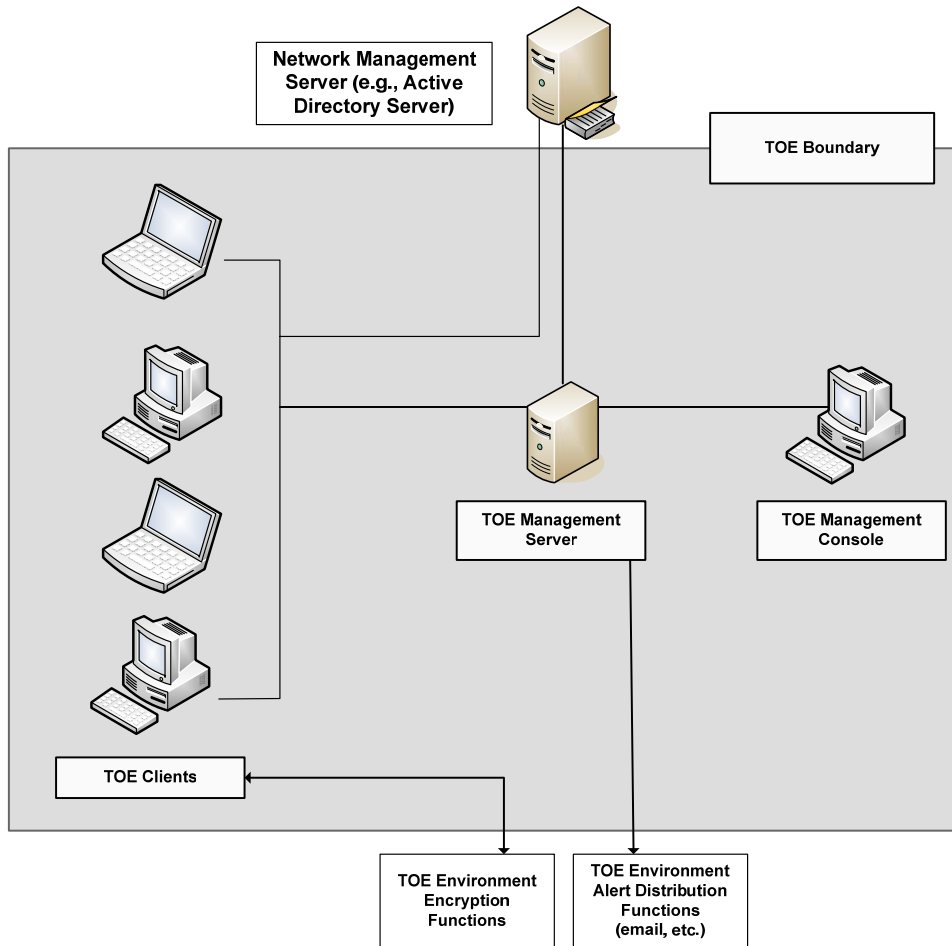 Network Management
Server (e.g., Active
Directory Server)
TOE Boundary
TOE Management
Server
TOE Management
Console
TOE Clients
TOE Environment
Encryption
Functions
TOE Environment
Alert Distribution
Functions
(email, etc.)